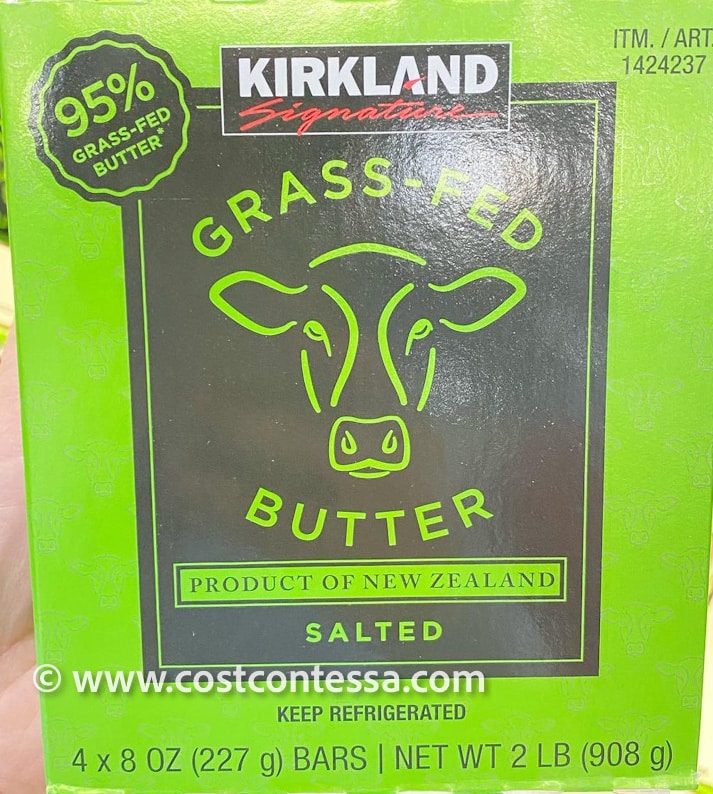 ITM. / ART.
1424237
95%
GRASS-FED
BUTTER*
KIRKLAND
Signature
GRASS-FED
BUTTER
PRODUCT OF NEW ZEALAND
SALTED
© www.costcontessa.com
KEEP REFRIGERATED
4 x 8 OZ (227 g) BARS | NET WT 2 LB (908 g)